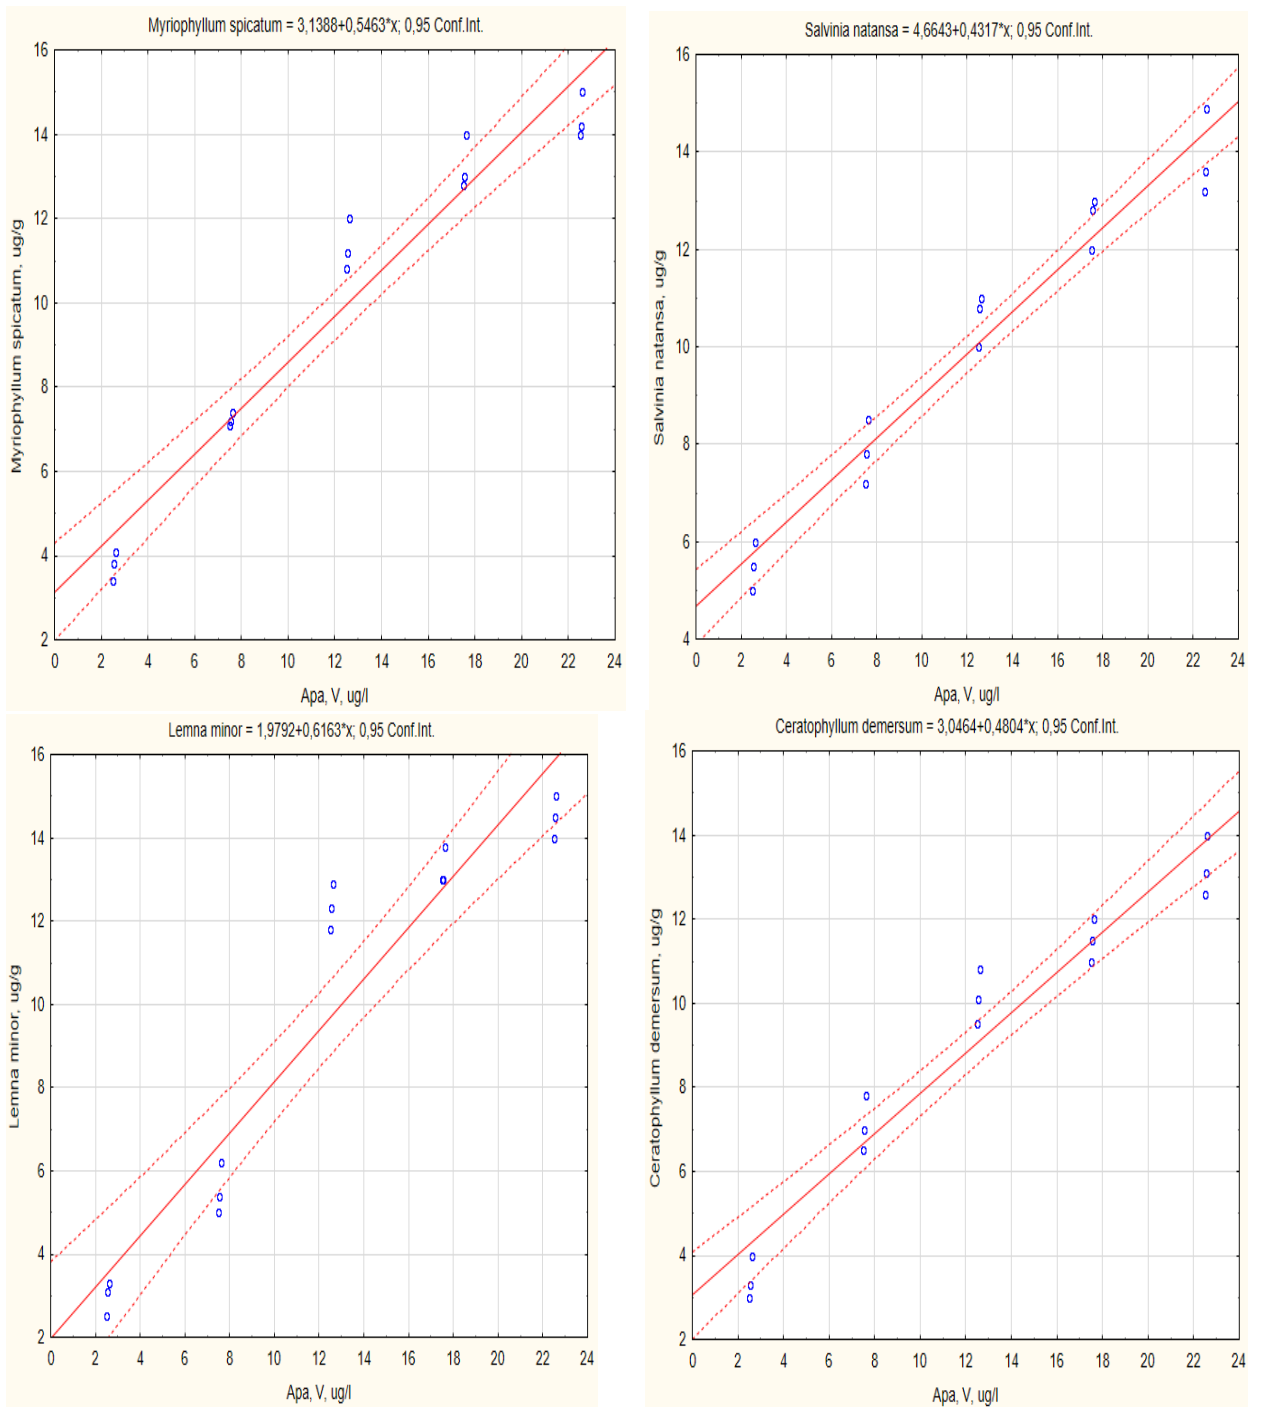 Myriophyllum spicatum = 3,1388+0,5463*x; 0,95 Conf.Int.
16
14
12
10
8
6
4
2
Myriophyllum spicatum, ug/g
0 2 4 6 8 10 12 14 16 18 20 22 24
Apa, V, ug/l
Salvinia natansa = 4,6643+0,4317*x; 0,95 Conf.Int.
16
14
12
10
8
6
4
Salvinia natansa, ug/g
0 2 4 6 8 10 12 14 16 18 20 22 24
Apa, V, ug/l
Lemna minor = 1,9792+0,6163*x; 0,95 Conf.Int.
16
14
12
10
8
6
4
2
Lemna minor, ug/g
0 2 4 6 8 10 12 14 16 18 20 22 24
Apa, V, ug/l
Ceratophyllum demersum = 3,0464+0,4804*x; 0,95 Conf.Int.
16
14
12
10
8
6
4
2
Ceratophyllum demersum, ug/g
0 2 4 6 8 10 12 14 16 18 20 22 24
Apa, V, ug/l